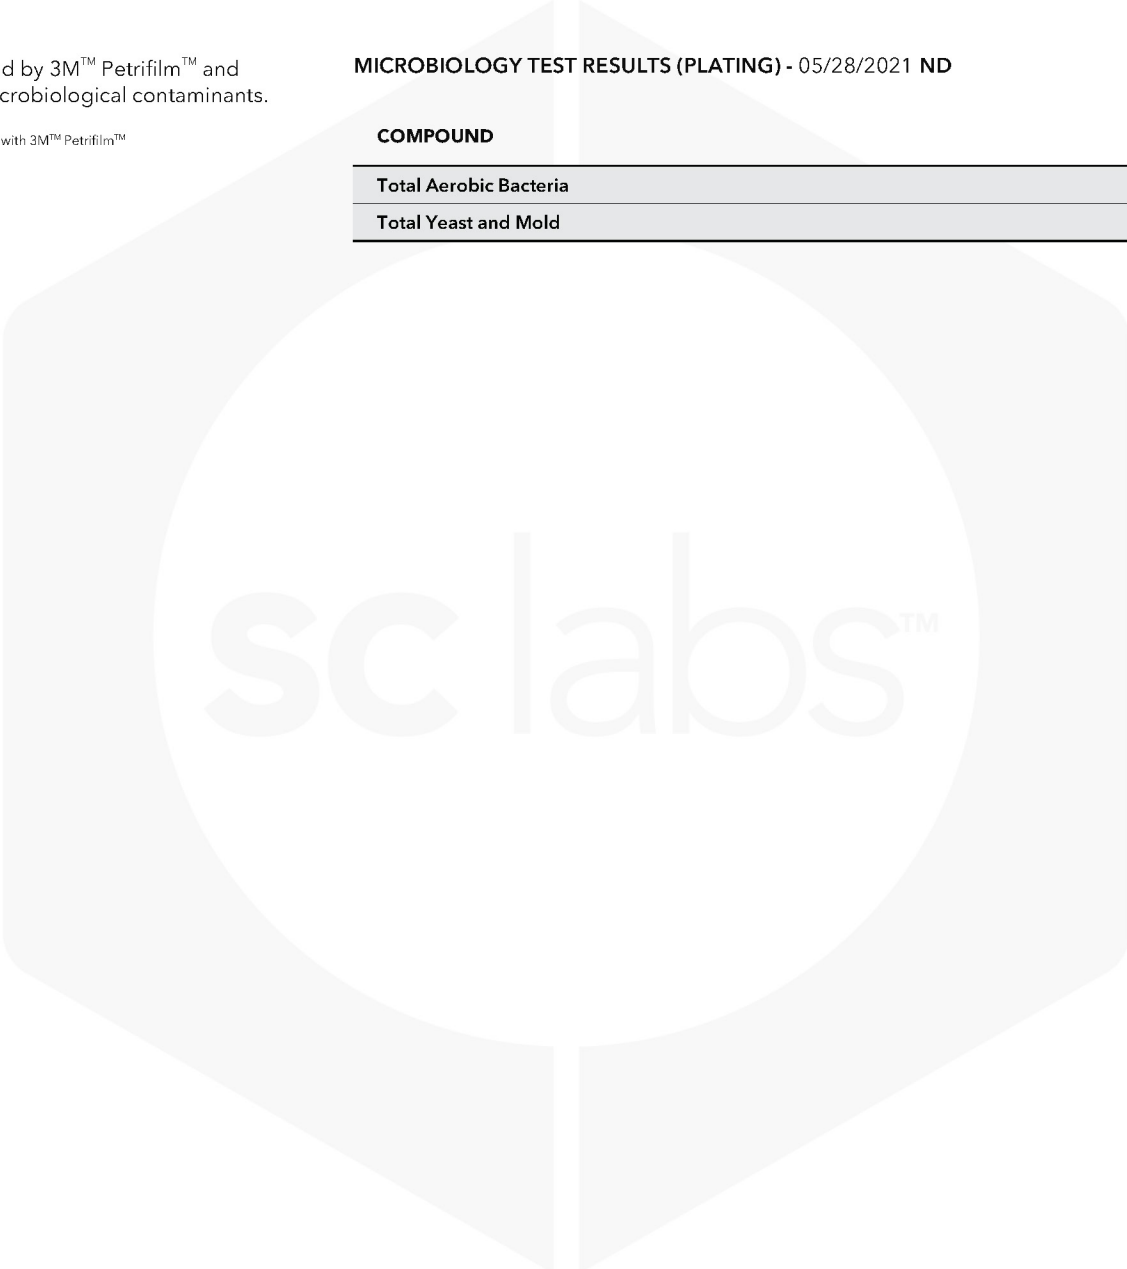 d by 3M™ Petrifilm™ and
crobiological contaminants.
with 3M™ Petrifilm™
MICROBIOLOGY TEST RESULTS (PLATING) - 05/28/2021 ND
COMPOUND
Total Aerobic Bacteria
Total Yeast and Mold
sc labs™